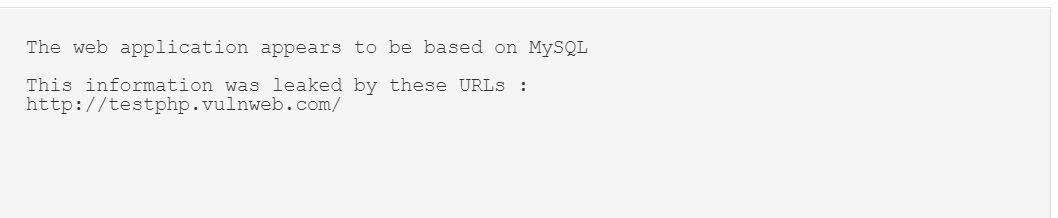 The web application appears to be based on MySQL
This information was leaked by these URLs :
http://testphp.vulnweb.com/